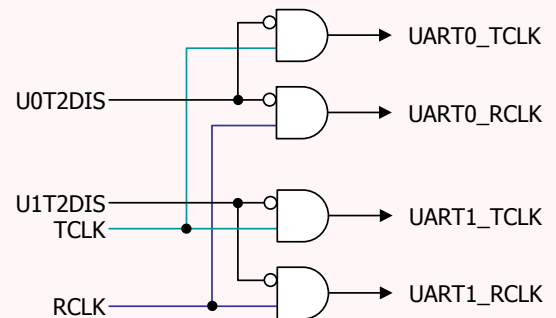 UART0_TCLK
U0T2DIS
UART0_RCLK
U1T2DIS
TCLK
UART1_TCLK
RCLK
UART1_RCLK